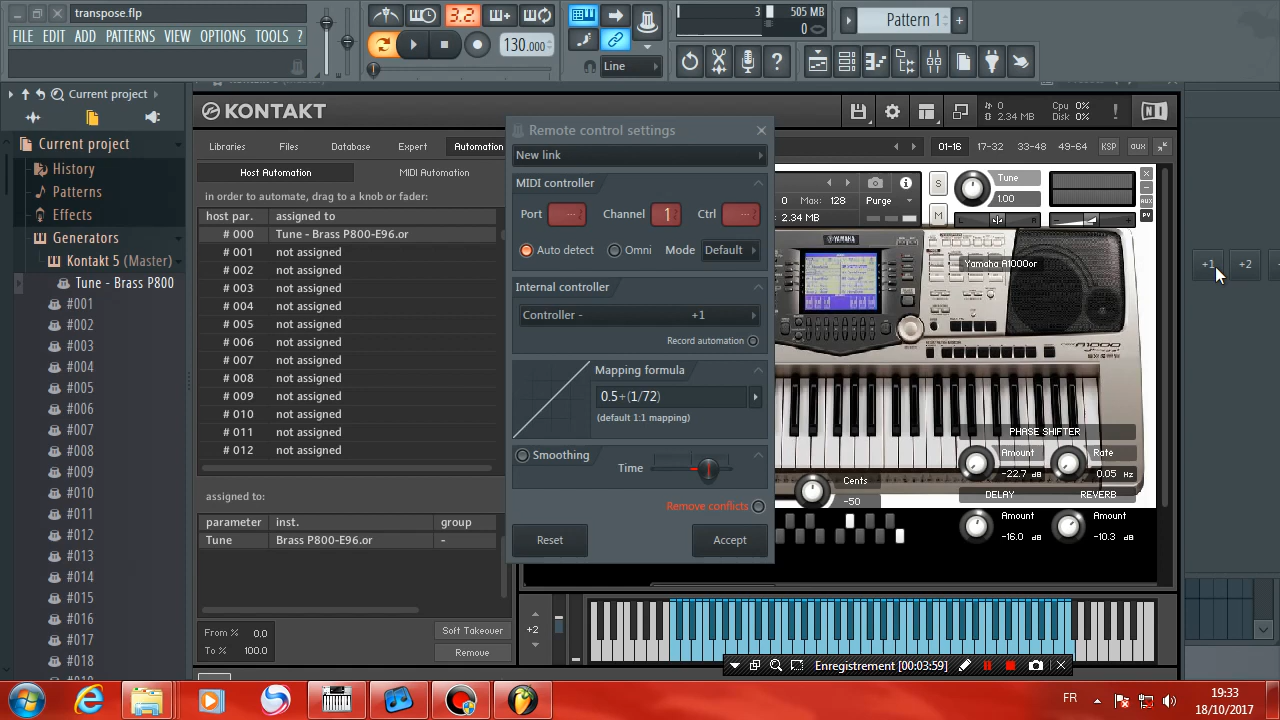 transpose.flp
FILE EDIT ADD PATTERNS VIEW OPTIONS TOOLS ?
3.2.
130.000
Line
3
505 MB
0
Pattern 1
Current project
Current project
History
Patterns
Effects
Generators
Kontakt 5 (Master)
Tune - Brass P800
#001
#002
#003
#004
#005
#006
#007
#008
#009
#010
#011
#012
#013
#014
#015
#016
#017
#018
KONTAKT
0
2.34 MB
Cpu 0%
Disk 0%
NI
Libraries Files Database Expert Automation
01-16 17-32 33-48 49-64 KSP aux
Host Automation MIDI Automation
in order to automate, drag to a knob or fader:
host par. assigned to
# 000 Tune - Brass P800-E96.or
# 001 not assigned
# 002 not assigned
# 003 not assigned
# 004 not assigned
# 005 not assigned
# 006 not assigned
# 007 not assigned
# 008 not assigned
# 009 not assigned
# 010 not assigned
# 011 not assigned
# 012 not assigned
assigned to:
parameter inst. group
Tune Brass P800-E96.or -
From % 0.0
To % 100.0
Soft Takeover
Remove
Remote control settings
New link
MIDI controller
Port --- Channel 1 Ctrl ---
Auto detect Omni Mode Default
Internal controller
Controller - +1
Record automation
Mapping formula
0.5+(1/72)
(default 1:1 mapping)
Smoothing
Time
Remove conflicts
Reset Accept
Max: 128 Purge
2.34 MB
S
M
Tune
1.00
L R
AUX
PV
YAMAHA
Yamaha A1000or
A1000
PHASE SHIFTER
Amount Rate
-22.7 dB 0.05 Hz
DELAY REVERB
Amount Amount
-16.0 dB -10.3 dB
Cents
-50
+1 +2
+2
Enregistrement [00:03:59]
FR
19:33
18/10/2017